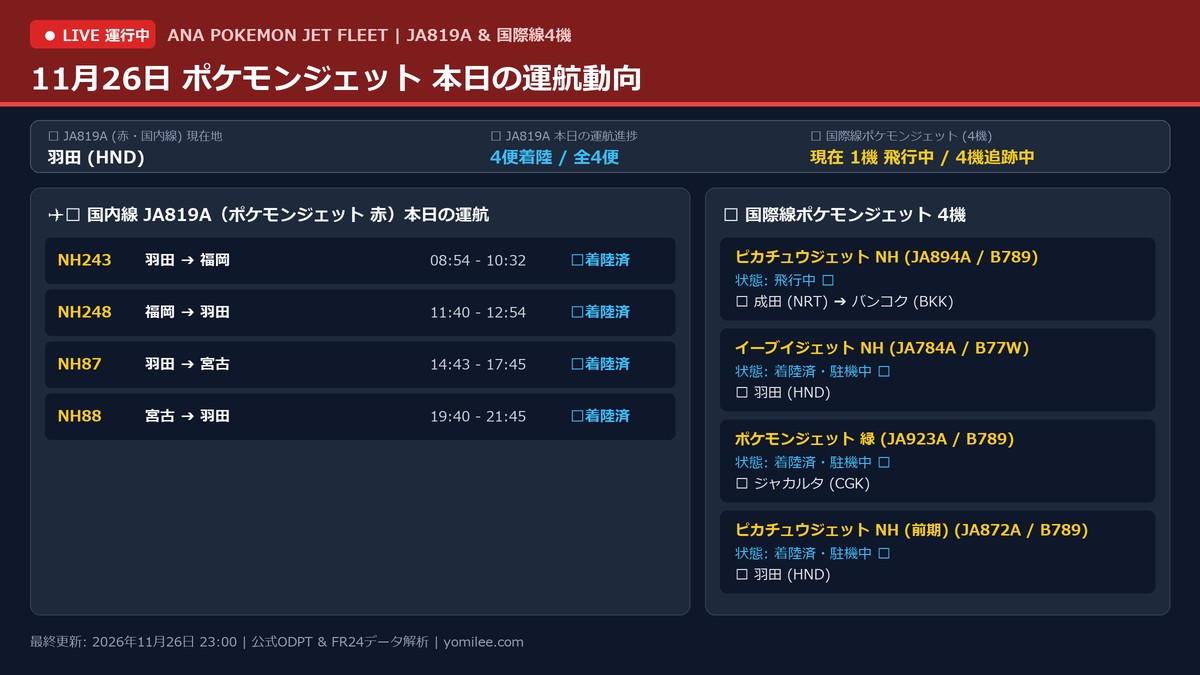 ● LIVE 運行中 ANA POKEMON JET FLEET | JA819A & 国際線4機
11月26日 ポケモンジェット 本日の運航動向
□ JA819A (赤・国内線) 現在地
羽田 (HND)
□ JA819A 本日の運航進捗
4便着陸 / 全4便
□ 国際線ポケモンジェット (4機)
現在 1機 飛行中 / 4機追跡中
✈□ 国内線 JA819A（ポケモンジェット 赤）本日の運航
NH243 羽田 → 福岡 08:54 - 10:32 □着陸済
NH248 福岡 → 羽田 11:40 - 12:54 □着陸済
NH87 羽田 → 宮古 14:43 - 17:45 □着陸済
NH88 宮古 → 羽田 19:40 - 21:45 □着陸済
□ 国際線ポケモンジェット 4機
ピカチュウジェット NH (JA894A / B789)
状態: 飛行中 □
□ 成田 (NRT) ➔ バンコク (BKK)
イーブイジェット NH (JA784A / B77W)
状態: 着陸済・駐機中 □
□ 羽田 (HND)
ポケモンジェット 緑 (JA923A / B789)
状態: 着陸済・駐機中 □
□ ジャカルタ (CGK)
ピカチュウジェット NH (前期) (JA872A / B789)
状態: 着陸済・駐機中 □
□ 羽田 (HND)
最終更新: 2026年11月26日 23:00 | 公式ODPT & FR24データ解析 | yomilee.com